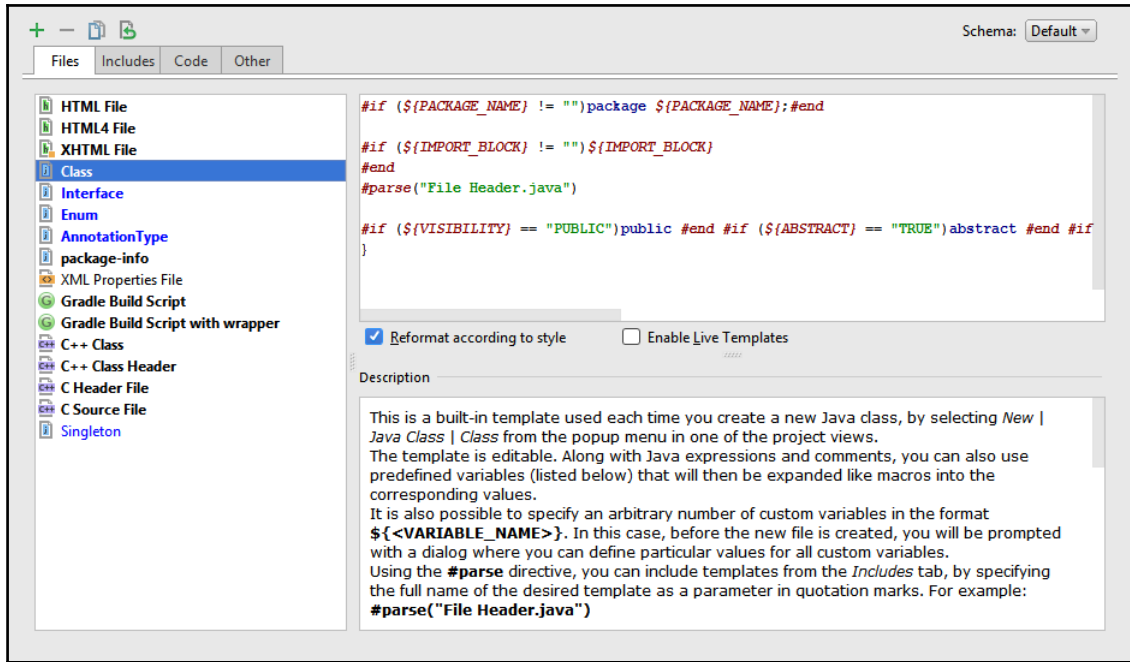 Schema: Default
Files Includes Code Other
HTML File
HTML4 File
XHTML File
Class
Interface
Enum
AnnotationType
package-info
XML Properties File
Gradle Build Script
Gradle Build Script with wrapper
C++ Class
C++ Class Header
C Header File
C Source File
Singleton
#if (${PACKAGE_NAME} != "")package ${PACKAGE_NAME};#end
#if (${IMPORT_BLOCK} != "")${IMPORT_BLOCK}
#end
#parse("File Header.java")
#if (${VISIBILITY} == "PUBLIC")public #end #if (${ABSTRACT} == "TRUE")abstract #end #if
}
Reformat according to style Enable Live Templates
Description
This is a built-in template used each time you create a new Java class, by selecting New |
Java Class | Class from the popup menu in one of the project views.
The template is editable. Along with Java expressions and comments, you can also use
predefined variables (listed below) that will then be expanded like macros into the
corresponding values.
It is also possible to specify an arbitrary number of custom variables in the format
${<VARIABLE_NAME>}. In this case, before the new file is created, you will be prompted
with a dialog where you can define particular values for all custom variables.
Using the #parse directive, you can include templates from the Includes tab, by specifying
the full name of the desired template as a parameter in quotation marks. For example:
#parse("File Header.java")